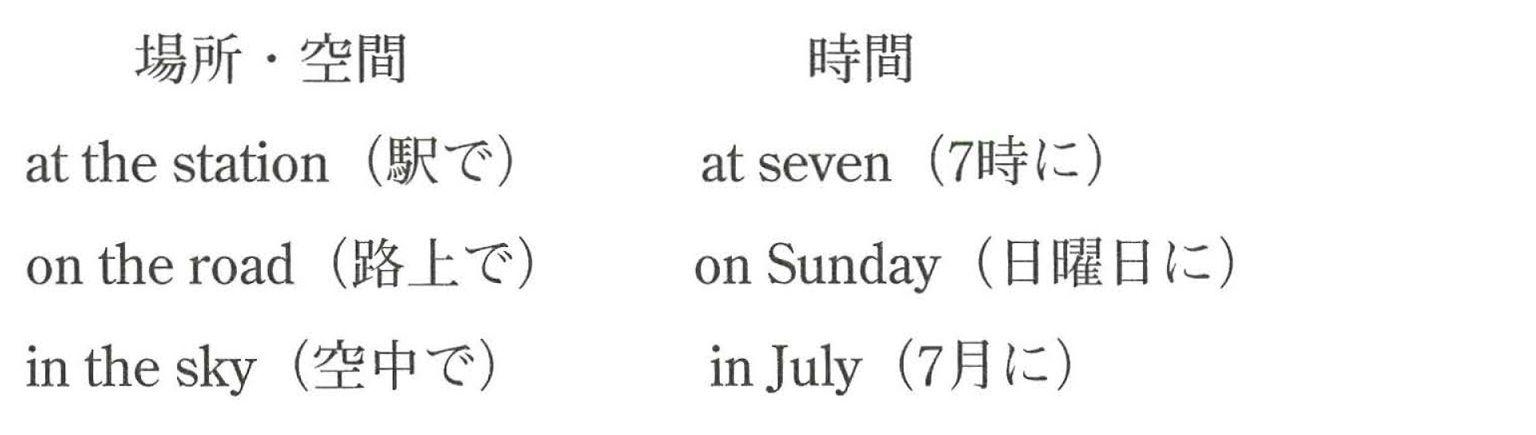 場所・空間 時間
at the station（駅で） at seven（7時に）
on the road（路上で） on Sunday（日曜日に）
in the sky（空中で） in July（7月に）